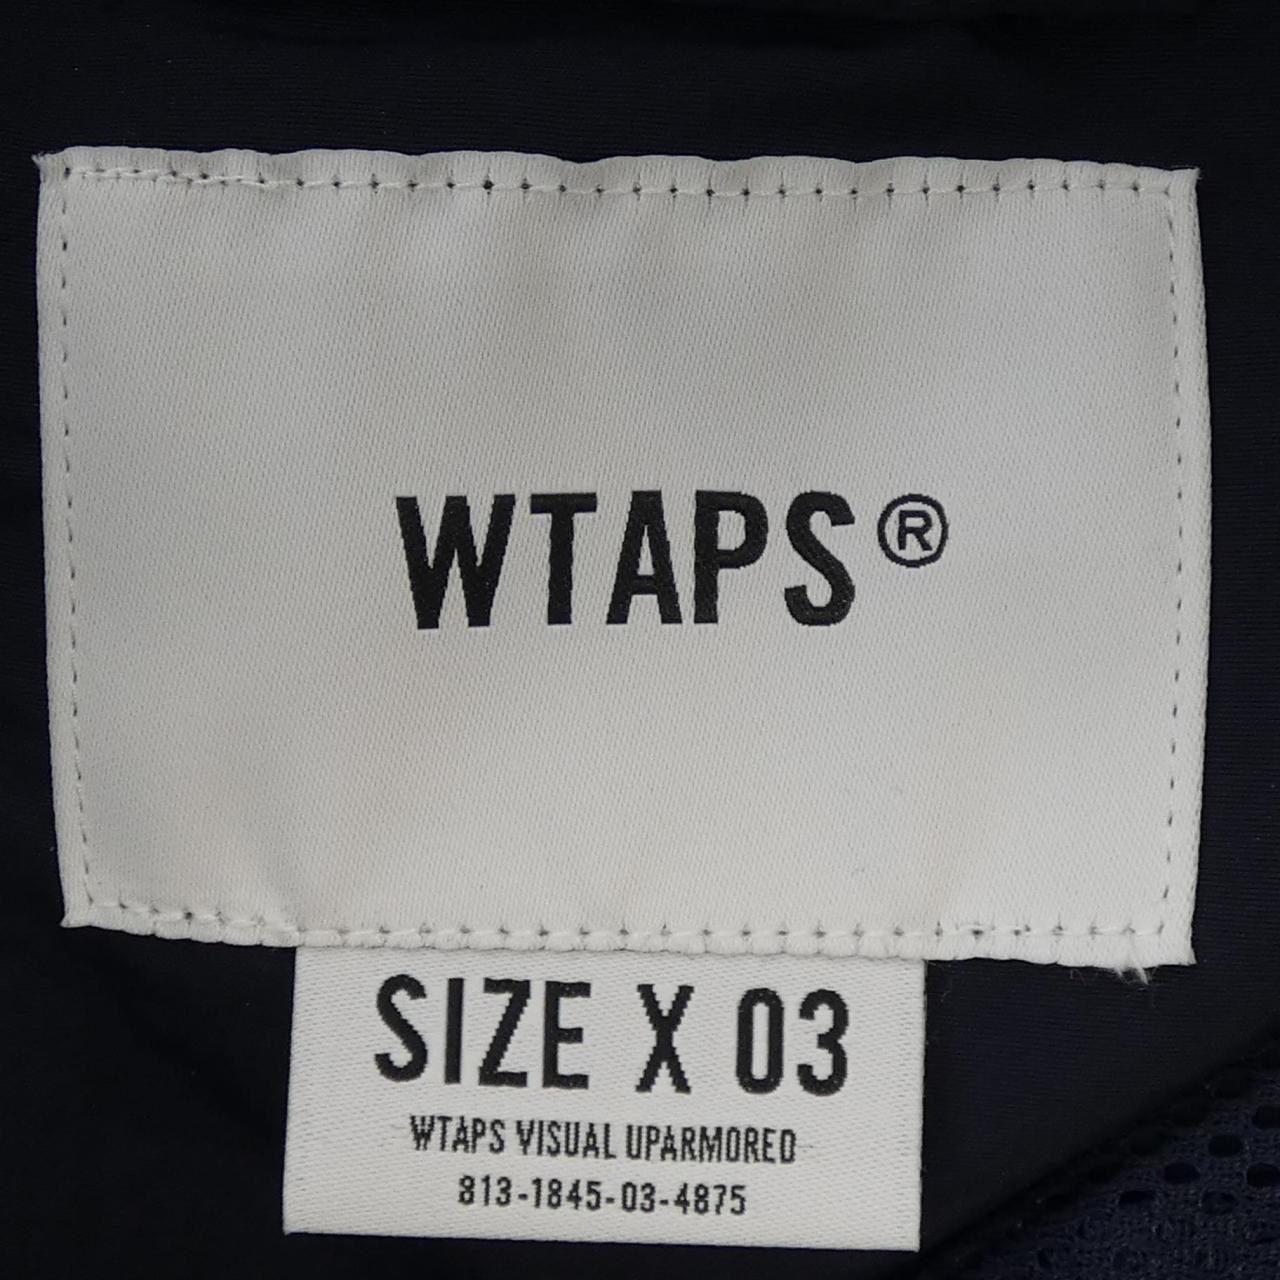 WTAPS®
SIZE X 03
WTAPS VISUAL UPARMORED
813-1845-03-4875